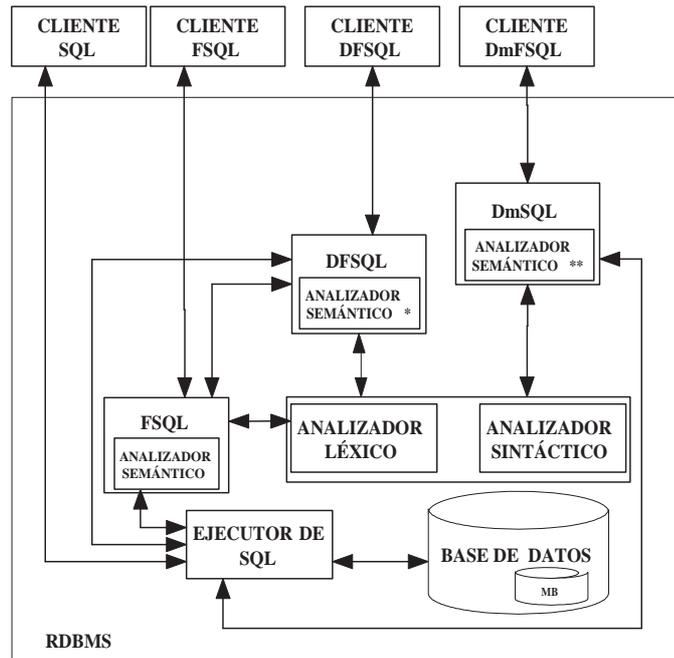 CLIENTE
SQL
CLIENTE
FSQL
CLIENTE
DFSQL
CLIENTE
DmFSQL
DmSQL
ANALIZADOR
SEMÁNTICO **
DFSQL
ANALIZADOR
SEMÁNTICO *
FSQL
ANALIZADOR
SEMÁNTICO
ANALIZADOR
LÉXICO
ANALIZADOR
SINTÁCTICO
EJECUTOR DE
SQL
BASE DE DATOS
MB
RDBMS